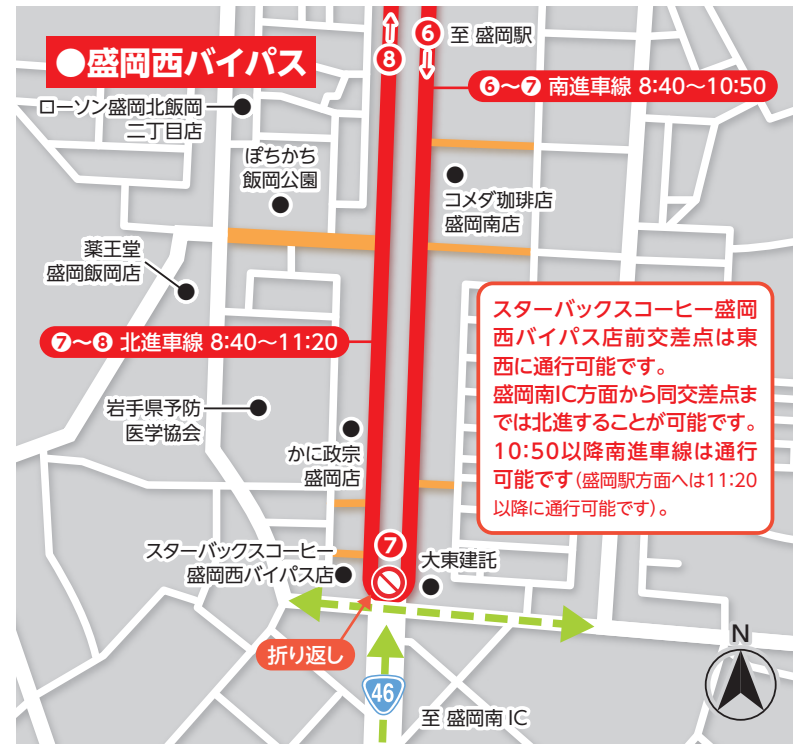 ●盛岡西バイパス
❽
❻
至 盛岡駅
❻～❼ 南進車線 8:40～10:50
ローソン盛岡北飯岡
二丁目店
ぽちかち
飯岡公園
コメダ珈琲店
盛岡南店
薬王堂
盛岡飯岡店
❼～❽ 北進車線 8:40～11:20
スターバックスコーヒー盛岡
西バイパス店前交差点は東
西に通行可能です。
盛岡南IC方面から同交差点ま
では北進することが可能です。
10:50以降南進車線は通行
可能です(盛岡駅方面へは11:20
以降に通行可能です)。
岩手県予防
医学協会
かに政宗
盛岡店
スターバックスコーヒー
盛岡西バイパス店
❼
大東建託
折り返し
46
至 盛岡南 IC
N